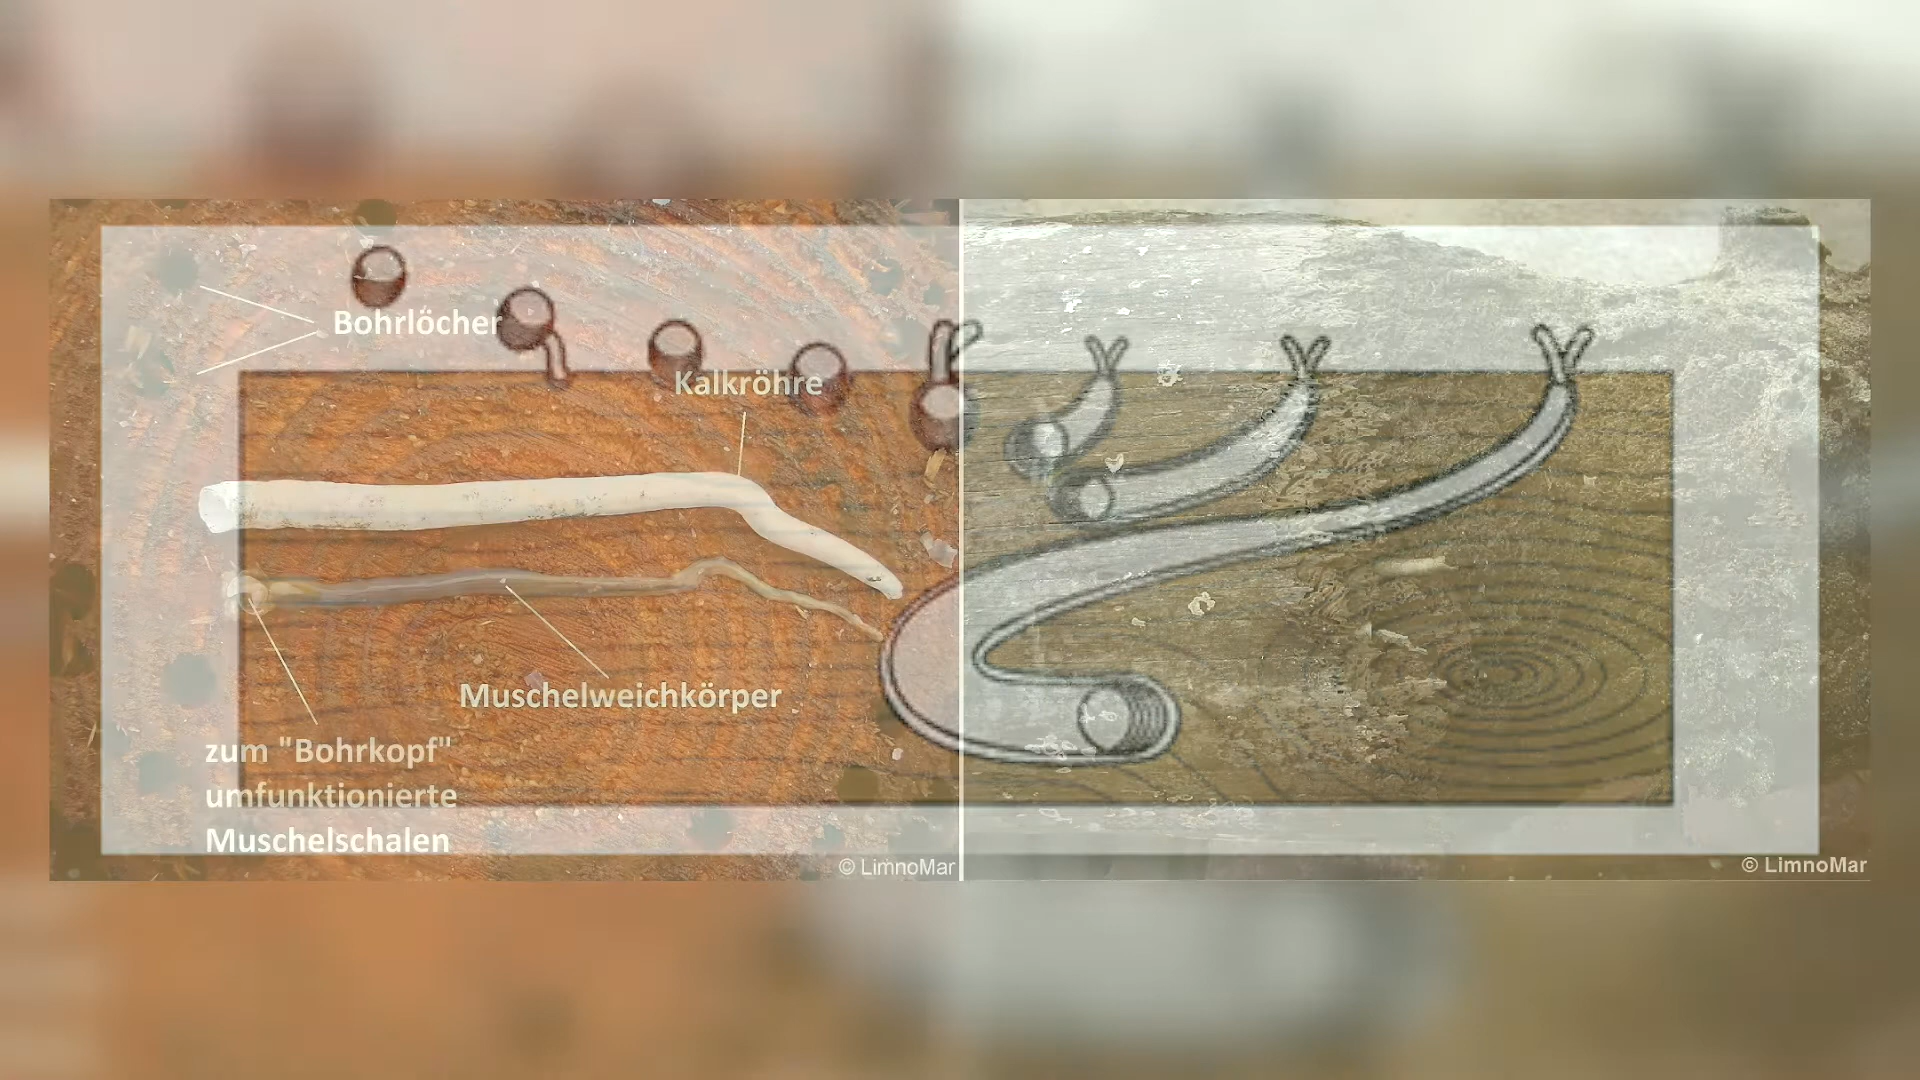 Bohrlöcher
Kalkröhre
Muschelweichkörper
zum "Bohrkopf"
umfunktionierte
Muschelschalen
© LimnoMar
© LimnoMar